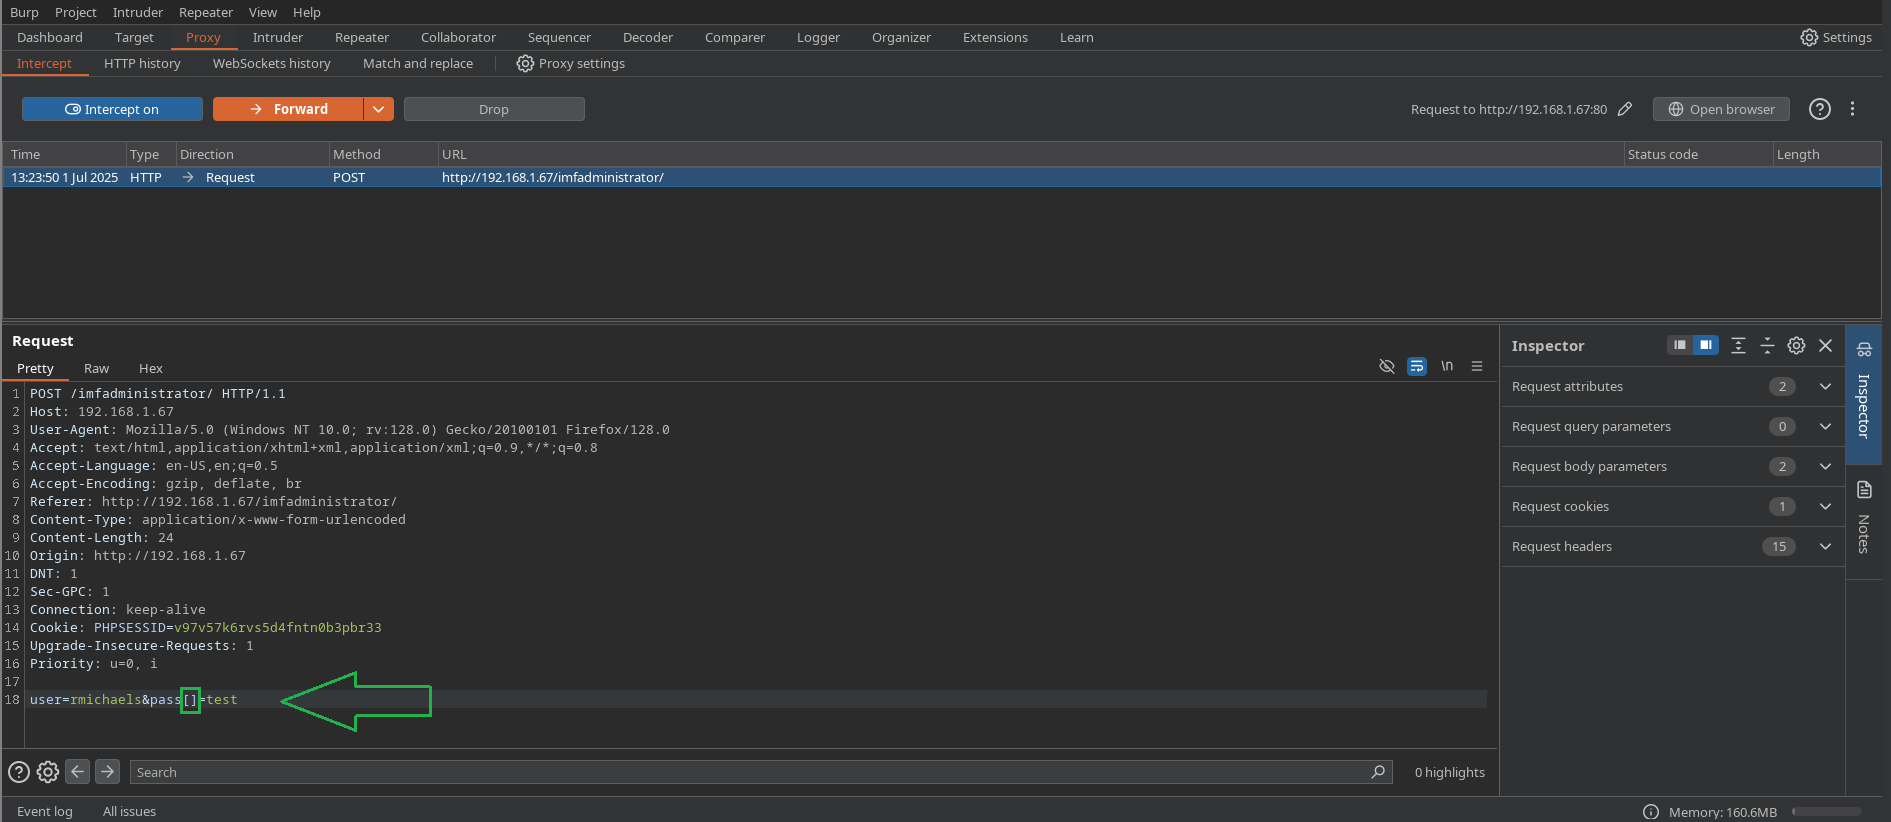 Burp Project Intruder Repeater View Help
Dashboard Target Proxy Intruder Repeater Collaborator Sequencer Decoder Comparer Logger Organizer Extensions Learn Settings
Intercept HTTP history WebSockets history Match and replace Proxy settings
Intercept on Forward Drop Request to http://192.168.1.67:80 Open browser
Time Type Direction Method URL Status code Length
13:23:50 1 Jul 2025 HTTP Request POST http://192.168.1.67/imfadministrator/
Request
Pretty Raw Hex \n
1 POST /imfadministrator/ HTTP/1.1
2 Host: 192.168.1.67
3 User-Agent: Mozilla/5.0 (Windows NT 10.0; rv:128.0) Gecko/20100101 Firefox/128.0
4 Accept: text/html,application/xhtml+xml,application/xml;q=0.9,*/*;q=0.8
5 Accept-Language: en-US,en;q=0.5
6 Accept-Encoding: gzip, deflate, br
7 Referer: http://192.168.1.67/imfadministrator/
8 Content-Type: application/x-www-form-urlencoded
9 Content-Length: 24
10 Origin: http://192.168.1.67
11 DNT: 1
12 Sec-GPC: 1
13 Connection: keep-alive
14 Cookie: PHPSESSID=v97v57k6rvs5d4fntn0b3pbr33
15 Upgrade-Insecure-Requests: 1
16 Priority: u=0, i
17
18 user=rmichaels&pass[]=test
Search 0 highlights
Inspector
Request attributes 2
Request query parameters 0
Request body parameters 2
Request cookies 1
Request headers 15
Inspector
Notes
Event log All issues Memory: 160.6MB